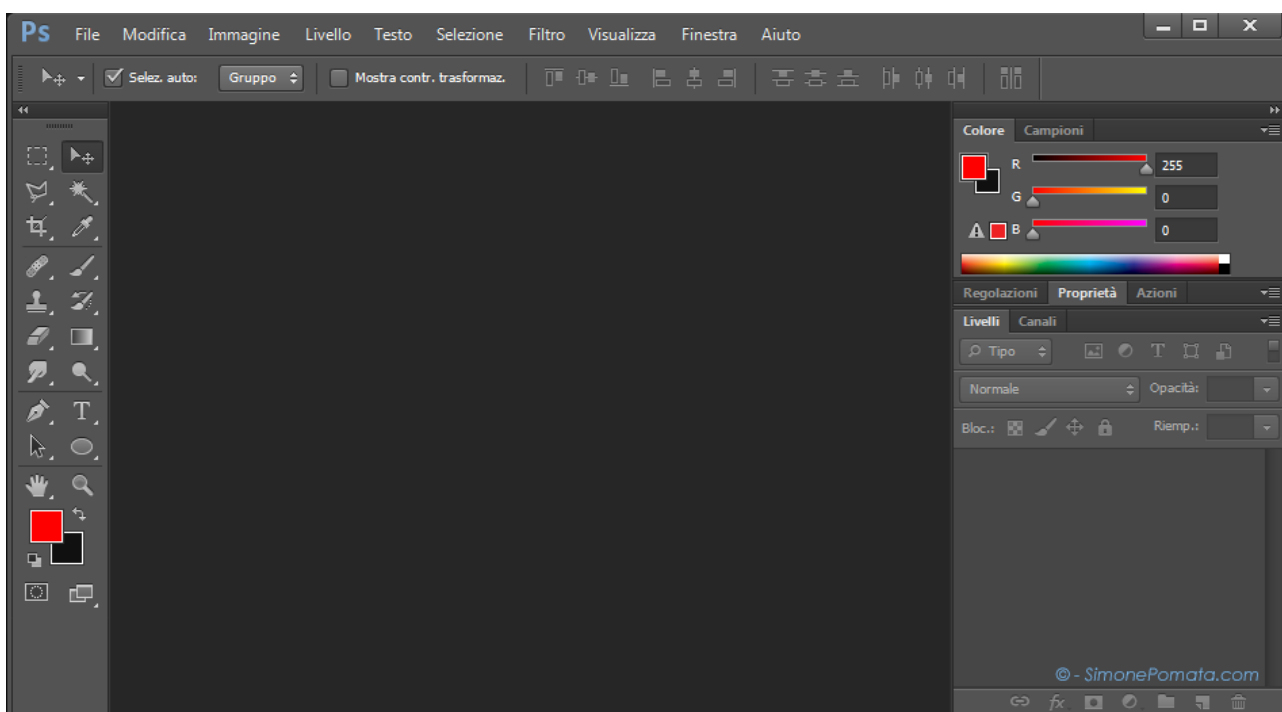 Ps File Modifica Immagine Livello Testo Selezione Filtro Visualizza Finestra Aiuto
Selez. auto: Gruppo Mostra contr. trasformaz.
Colore Campioni
R 255
G 0
B 0
Regolazioni Proprietà Azioni
Livelli Canali
Tipo T
Normale Opacità:
Bloc.: Riemp.:
T
© - SimonePomata.com
fx